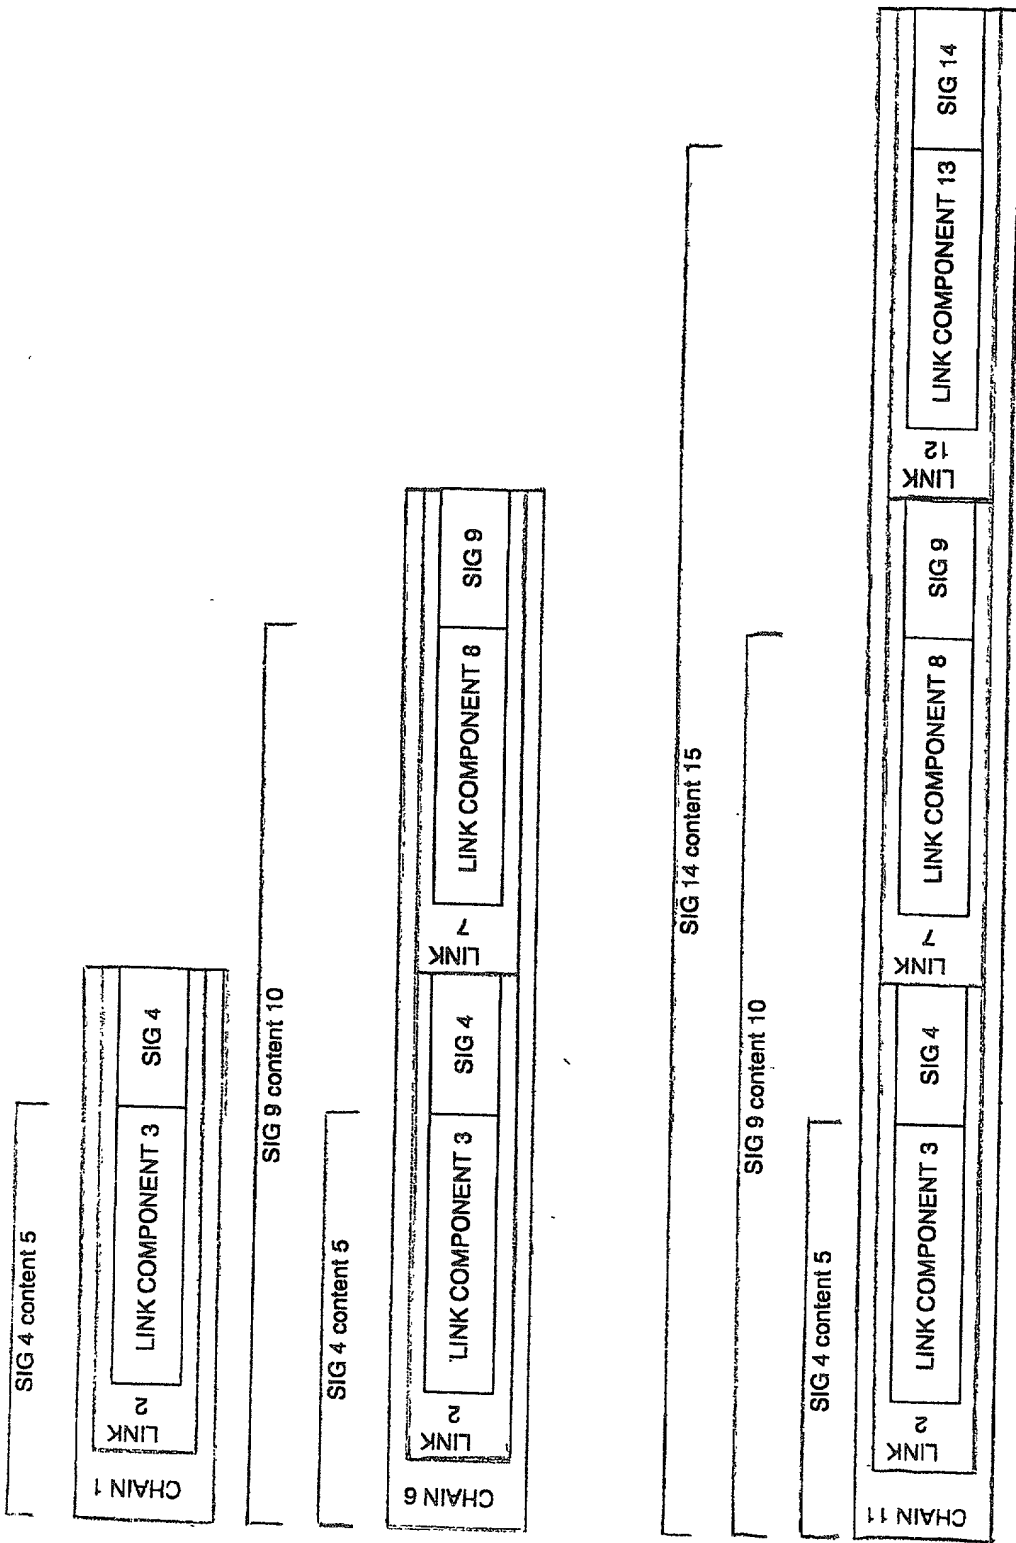 SIG 4 content 5
CHAIN 1
LINK
2
LINK COMPONENT 3
SIG 4
SIG 9 content 10
SIG 4 content 5
CHAIN 6
LINK
2
LINK COMPONENT 3
SIG 4
LINK
7
LINK COMPONENT 8
SIG 9
SIG 14 content 15
SIG 9 content 10
SIG 4 content 5
CHAIN 11
LINK
2
LINK COMPONENT 3
SIG 4
LINK
7
LINK COMPONENT 8
SIG 9
LINK
12
LINK COMPONENT 13
SIG 14